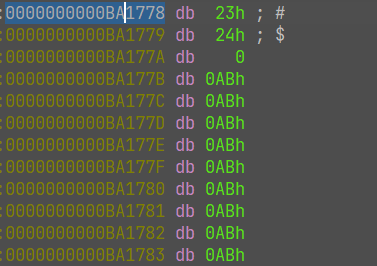 :0000000000BA1778 db 23h ; #
:0000000000BA1779 db 24h ; $
:0000000000BA177A db 0
:0000000000BA177B db 0ABh
:0000000000BA177C db 0ABh
:0000000000BA177D db 0ABh
:0000000000BA177E db 0ABh
:0000000000BA177F db 0ABh
:0000000000BA1780 db 0ABh
:0000000000BA1781 db 0ABh
:0000000000BA1782 db 0ABh
:0000000000BA1783 db 0ABh